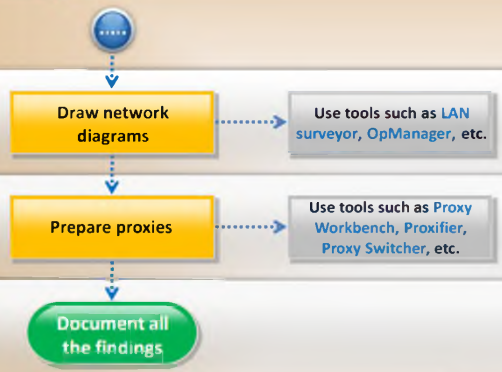 Draw network
diagrams
Use tools such as LAN
surveyor, OpManager, etc.
Prepare proxies
Use tools such as Proxy
Workbench, Proxifier,
Proxy Switcher, etc.
Document all
the findings